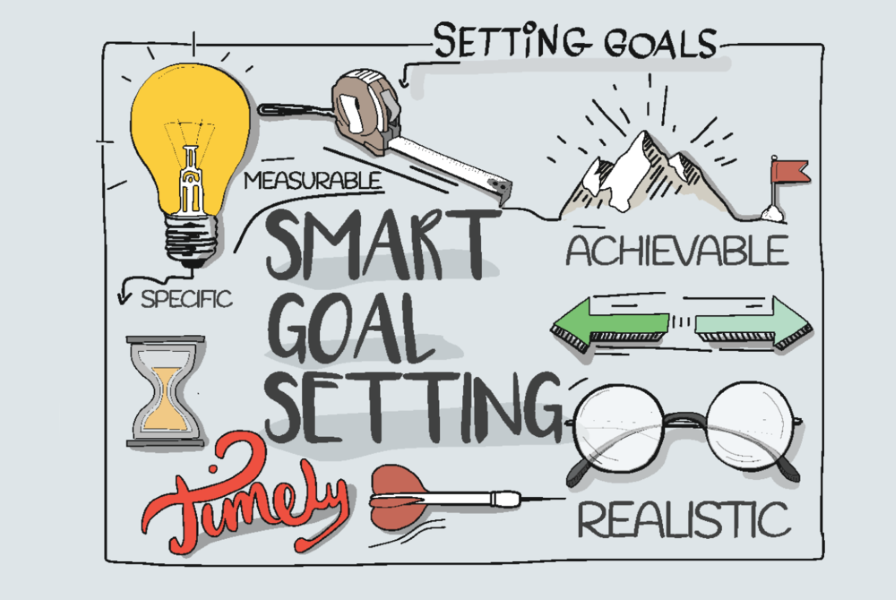 SETTING GOALS
MEASURABLE
SMART
GOAL
SETTING
ACHIEVABLE
SPECIFIC
Timely
REALISTIC